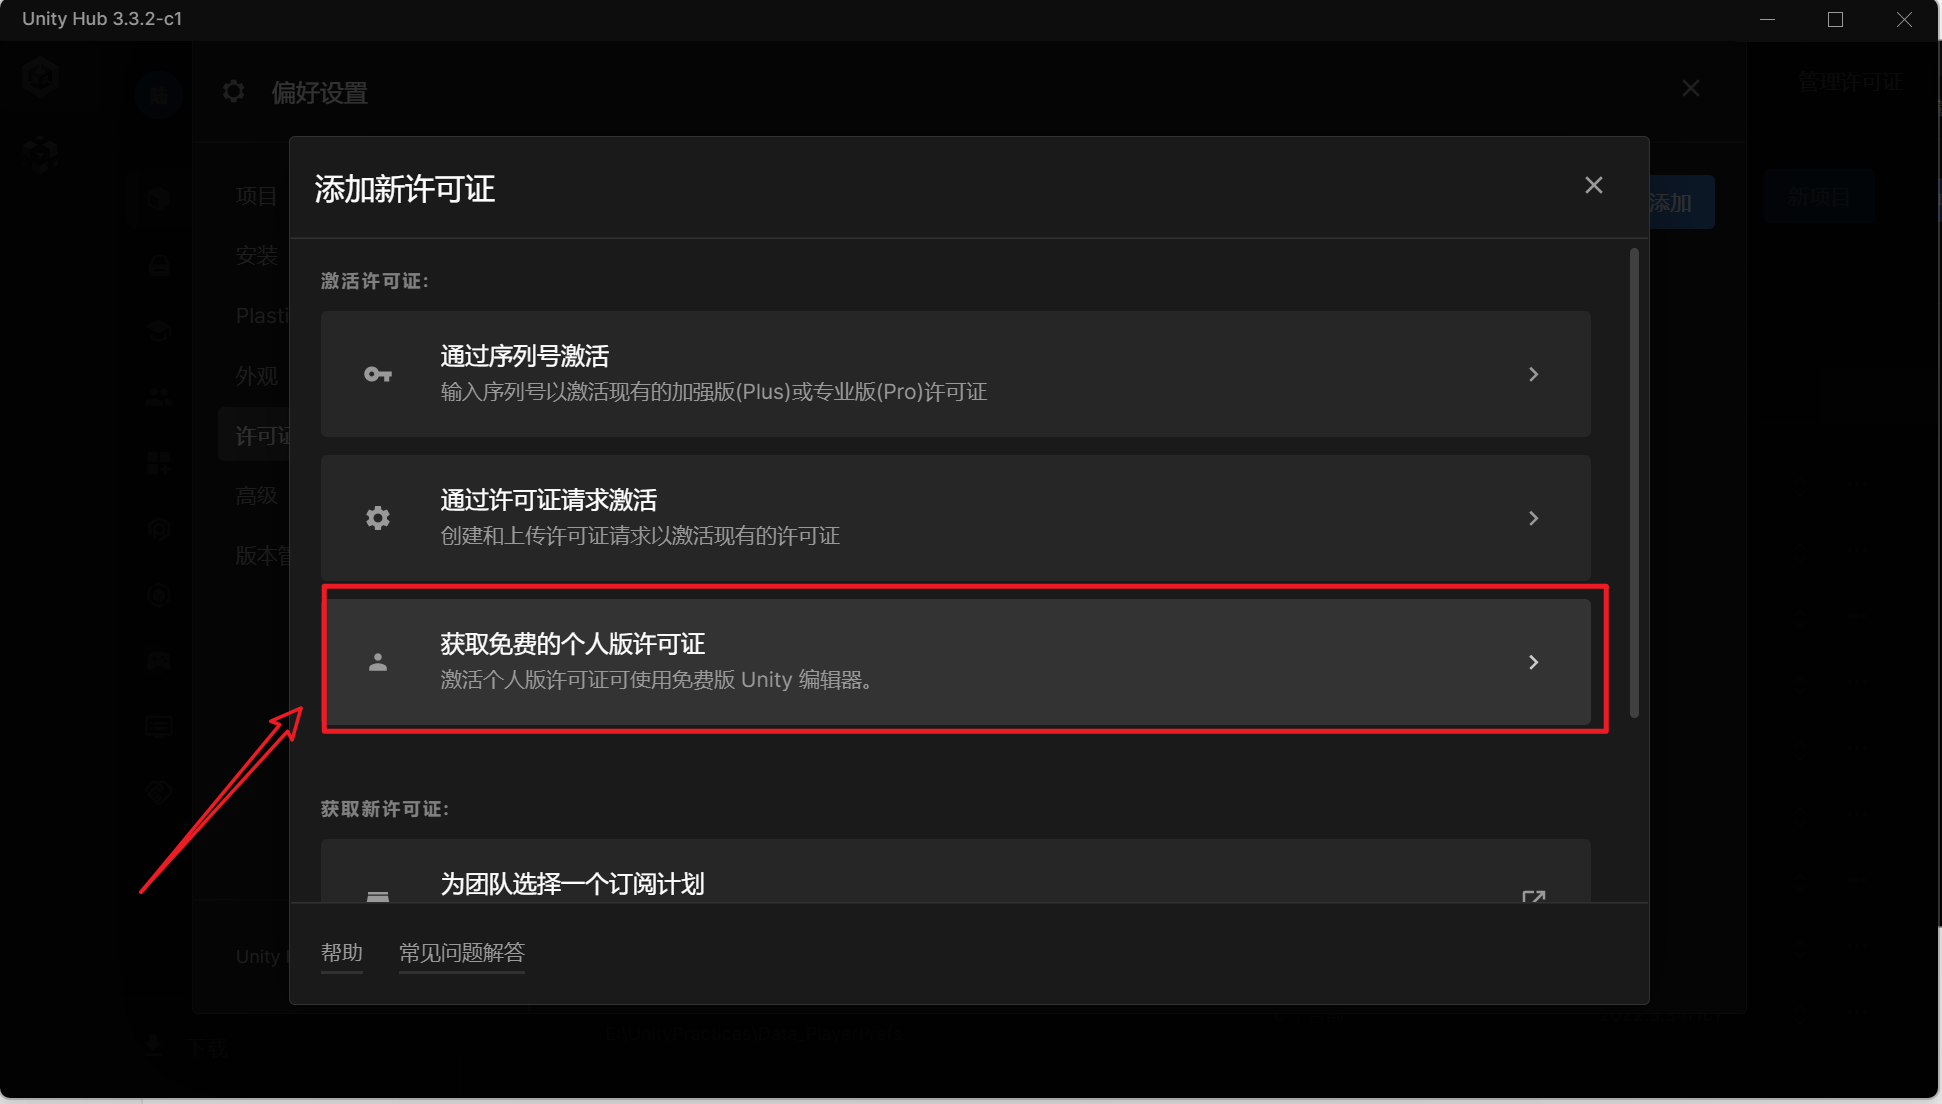 Unity Hub 3.3.2-c1
陆
偏好设置
管理许可证
项目
安装
Plasti
外观
许可证
高级
版本管
Unity
添加
新项目
添加新许可证
激活许可证:
通过序列号激活
输入序列号以激活现有的加强版(Plus)或专业版(Pro)许可证
通过许可证请求激活
创建和上传许可证请求以激活现有的许可证
获取免费的个人版许可证
激活个人版许可证可使用免费版 Unity 编辑器。
获取新许可证:
为团队选择一个订阅计划
帮助
常见问题解答
下载